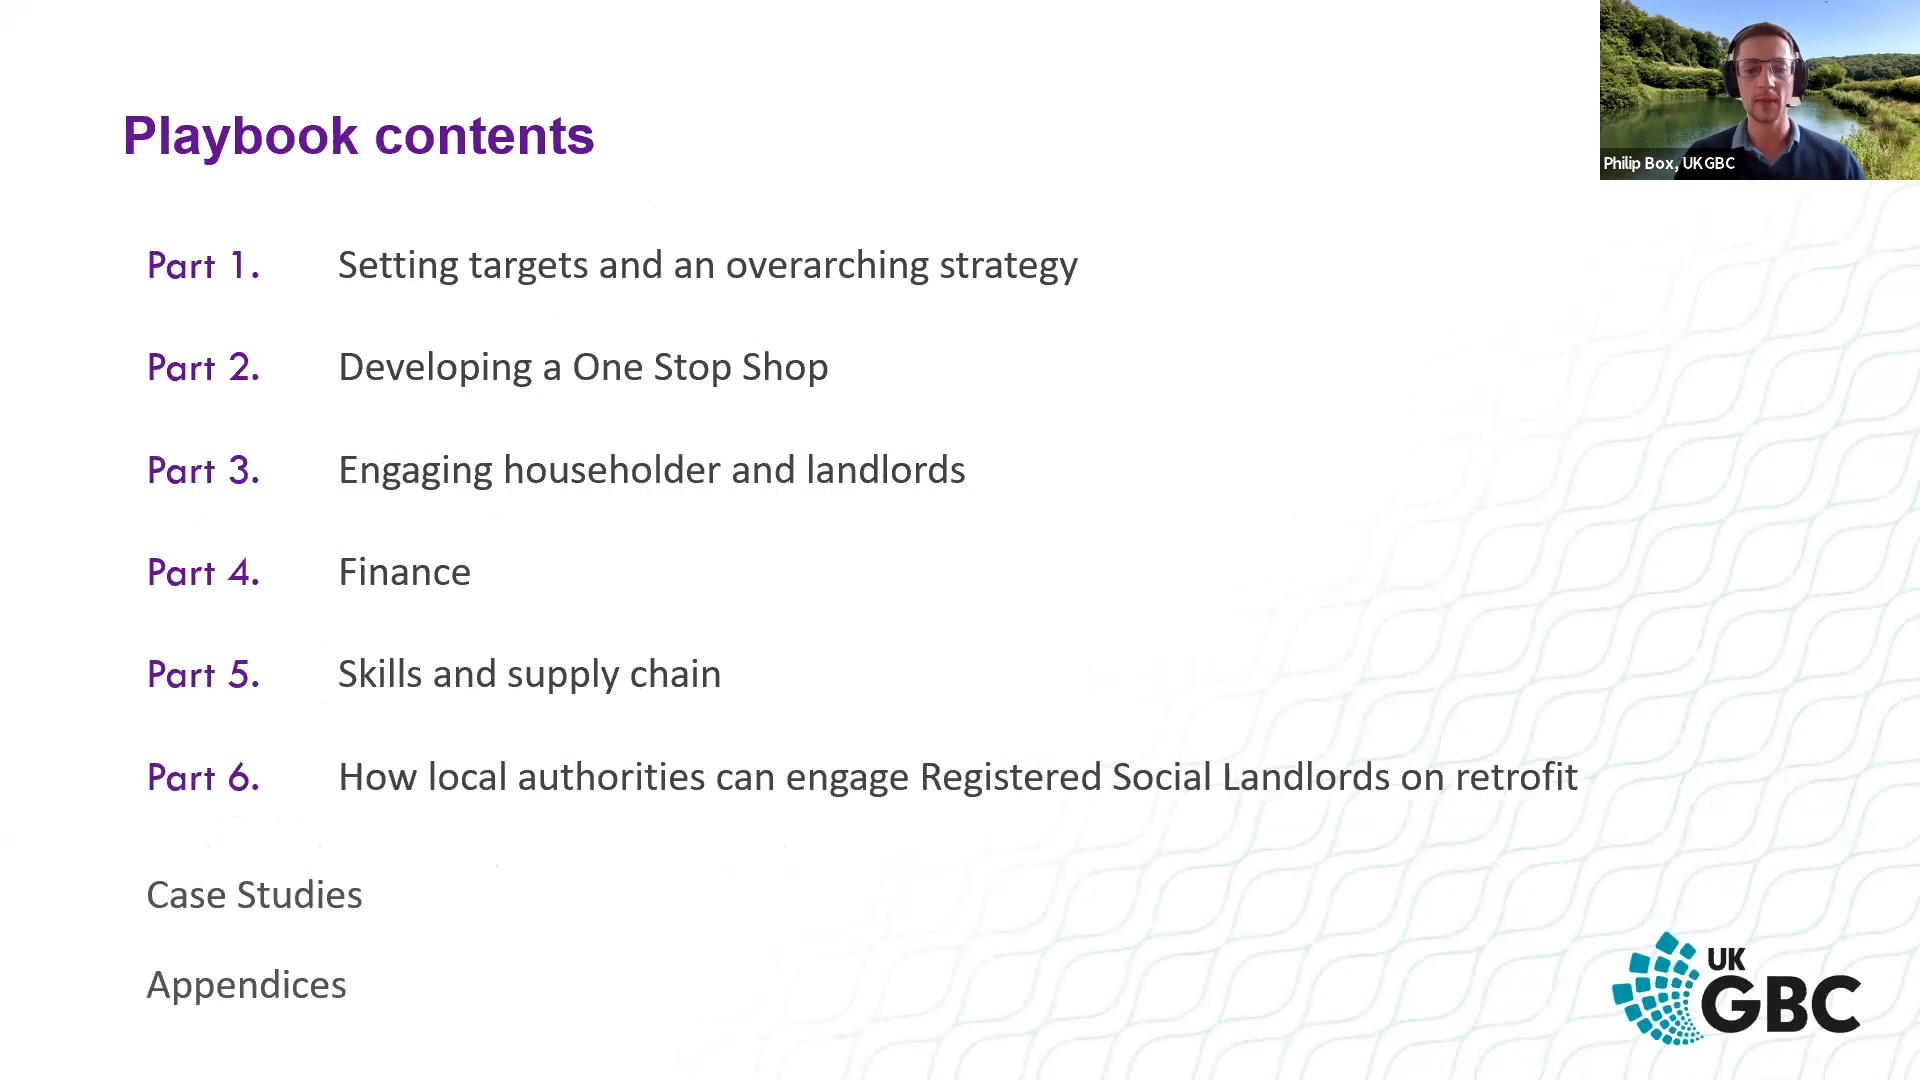 Playbook contents
Philip Box, UKGBC
Part 1. Setting targets and an overarching strategy
Part 2. Developing a One Stop Shop
Part 3. Engaging householder and landlords
Part 4. Finance
Part 5. Skills and supply chain
Part 6. How local authorities can engage Registered Social Landlords on retrofit
Case Studies
Appendices
UK
GBC